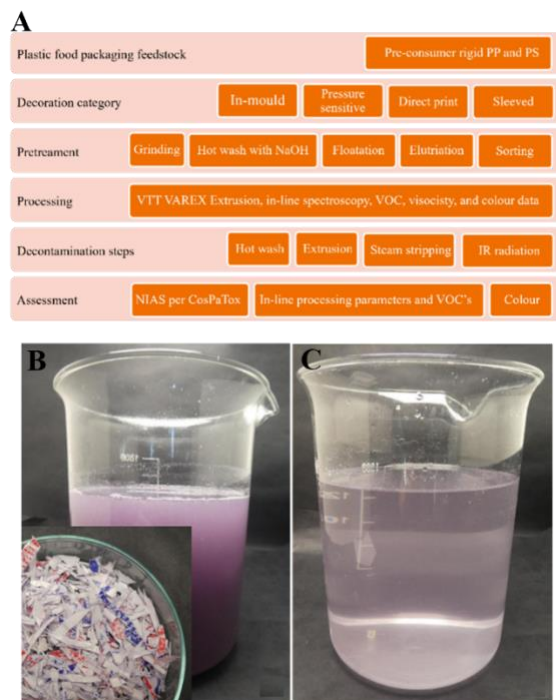 A
Plastic food packaging feedstock
Pre-consumer rigid PP and PS
Decoration category
In-mould
Pressure
sensitive
Direct print
Sleeved
Pretreament
Grinding
Hot wash with NaOH
Floatation
Elutriation
Sorting
Processing
VTT VAREX Extrusion, in-line spectroscopy, VOC, visocisty, and colour data
Decontamination steps
Hot wash
Extrusion
Steam stripping
IR radiation
Assessment
NIAS per CosPaTox
In-line processing parameters and VOC's
Colour
B
C